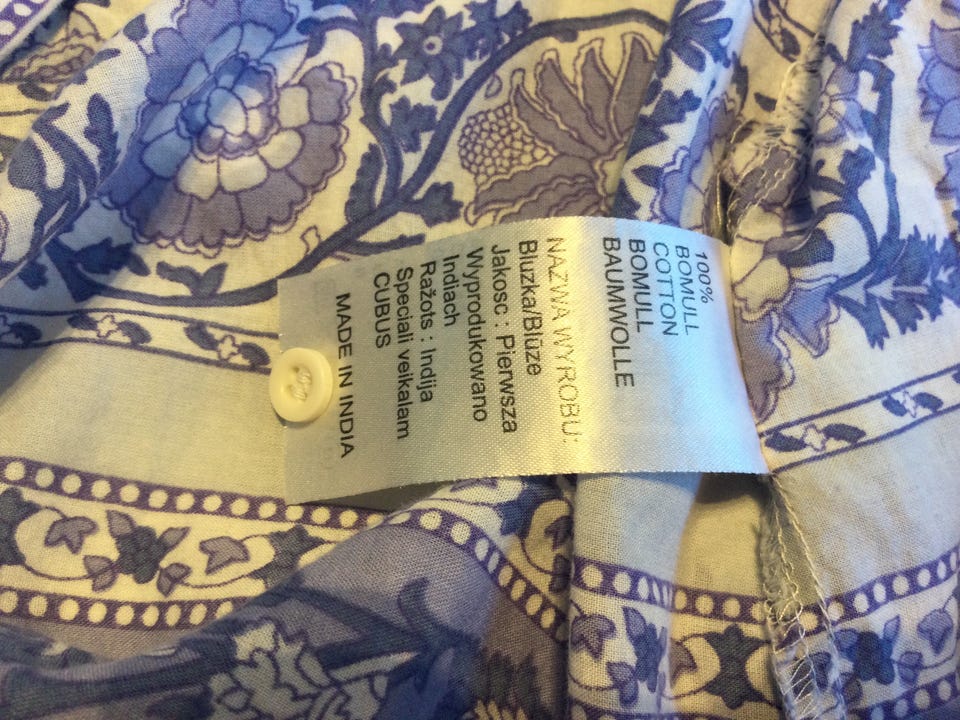 100%
BOMULL
COTTON
BOMULL
BAUMWOLLE
NAZWA WYROBU:
Bluzka/Blūze
Jakosc : Pierwsza
Wyprodukowano
Indiach
Ražots : Indija
Speciali veikalam
CUBUS
MADE IN INDIA